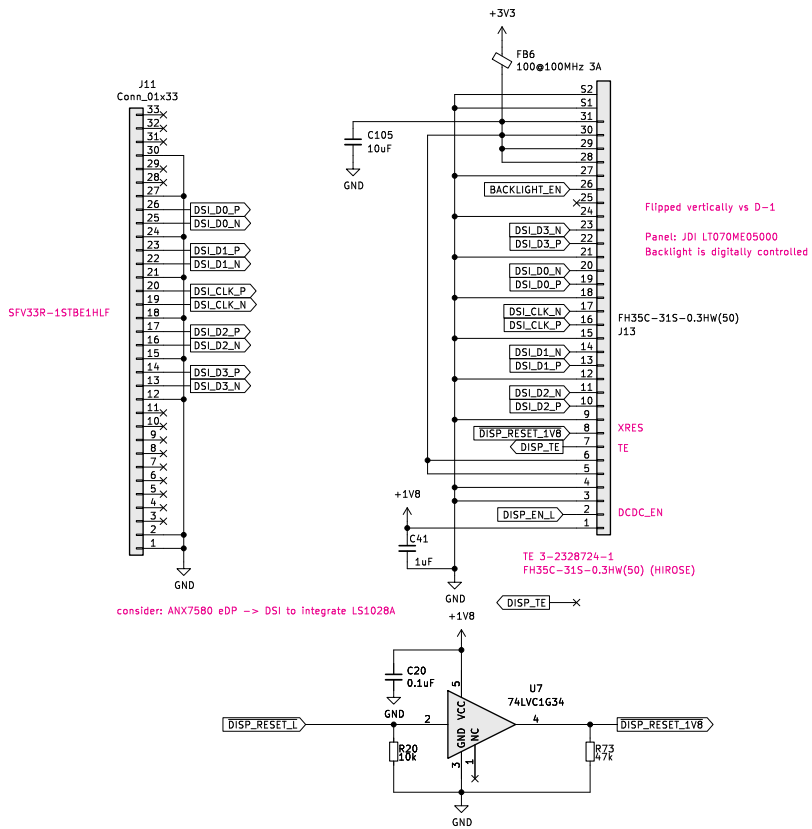 +3V3
FB6
100@100MHz 3A
J11
Conn_01x33
33
32
31
30
29
28
27
26
25
24
23
22
21
20
19
18
17
16
15
14
13
12
11
10
9
8
7
6
5
4
3
2
1
DSI_D0_P
DSI_D0_N
DSI_D1_P
DSI_D1_N
DSI_CLK_P
DSI_CLK_N
DSI_D2_P
DSI_D2_N
DSI_D3_P
DSI_D3_N
GND
SFV33R-1STBE1HLF
C105
10uF
GND
S2
S1
31
30
29
28
27
26
25
24
23
22
21
20
19
18
17
16
15
14
13
12
11
10
9
8
7
6
5
4
3
2
1
BACKLIGHT_EN
DSI_D3_N
DSI_D3_P
DSI_D0_N
DSI_D0_P
DSI_CLK_N
DSI_CLK_P
DSI_D1_N
DSI_D1_P
DSI_D2_N
DSI_D2_P
DISP_RESET_1V8
DISP_TE
DISP_EN_L
Flipped vertically vs D-1
Panel: JDI LT070ME05000
Backlight is digitally controlled
FH35C-31S-0.3HW(50)
J13
XRES
TE
DCDC_EN
+1V8
C41
1uF
GND
TE 3-2328724-1
FH35C-31S-0.3HW(50) (HIROSE)
DISP_TE
consider: ANX7580 eDP -> DSI to integrate LS1028A
+1V8
C20
0.1uF
GND
U7
74LVC1G34
5
VCC
2
4
GND
NC
3
1
DISP_RESET_L
DISP_RESET_1V8
R20
10k
R73
47k
GND